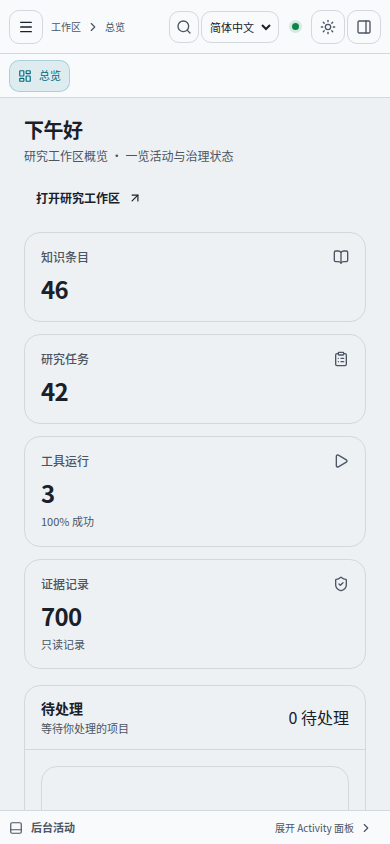 工作区 > 总览
简体中文
总览
下午好
研究工作区概览 · 一览活动与治理状态
打开研究工作区
知识条目
46
研究任务
42
工具运行
3
100% 成功
证据记录
700
只读记录
待处理
等待你处理的项目
0 待处理
后台活动
展开 Activity 面板